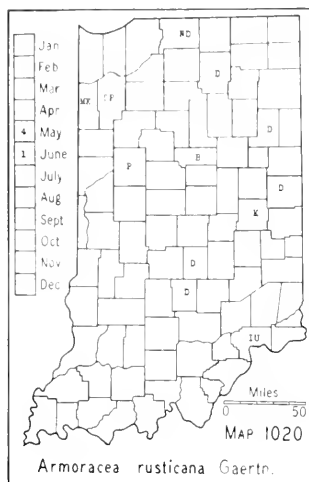 Jan
Feb
Mar
Apr
4 May
1 June
July
Aug
Sept
Oct
Nov
Dec
ND
D
MK DP
D
P
H
D
K
D
D
IU
Miles
0 50
MAP 1020
Armoracea rusticana Gaertn.